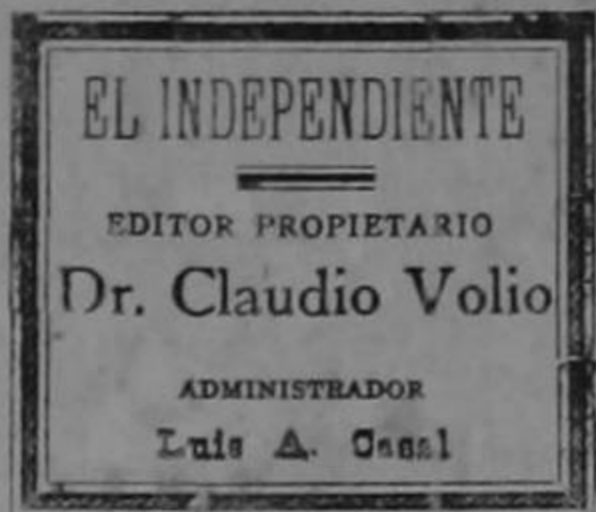 EL INDEPENDIENTE
EDITOR PROPIETARIO
Dr. Claudio Volio
ADMINISTRADOR
Luis A. Casal